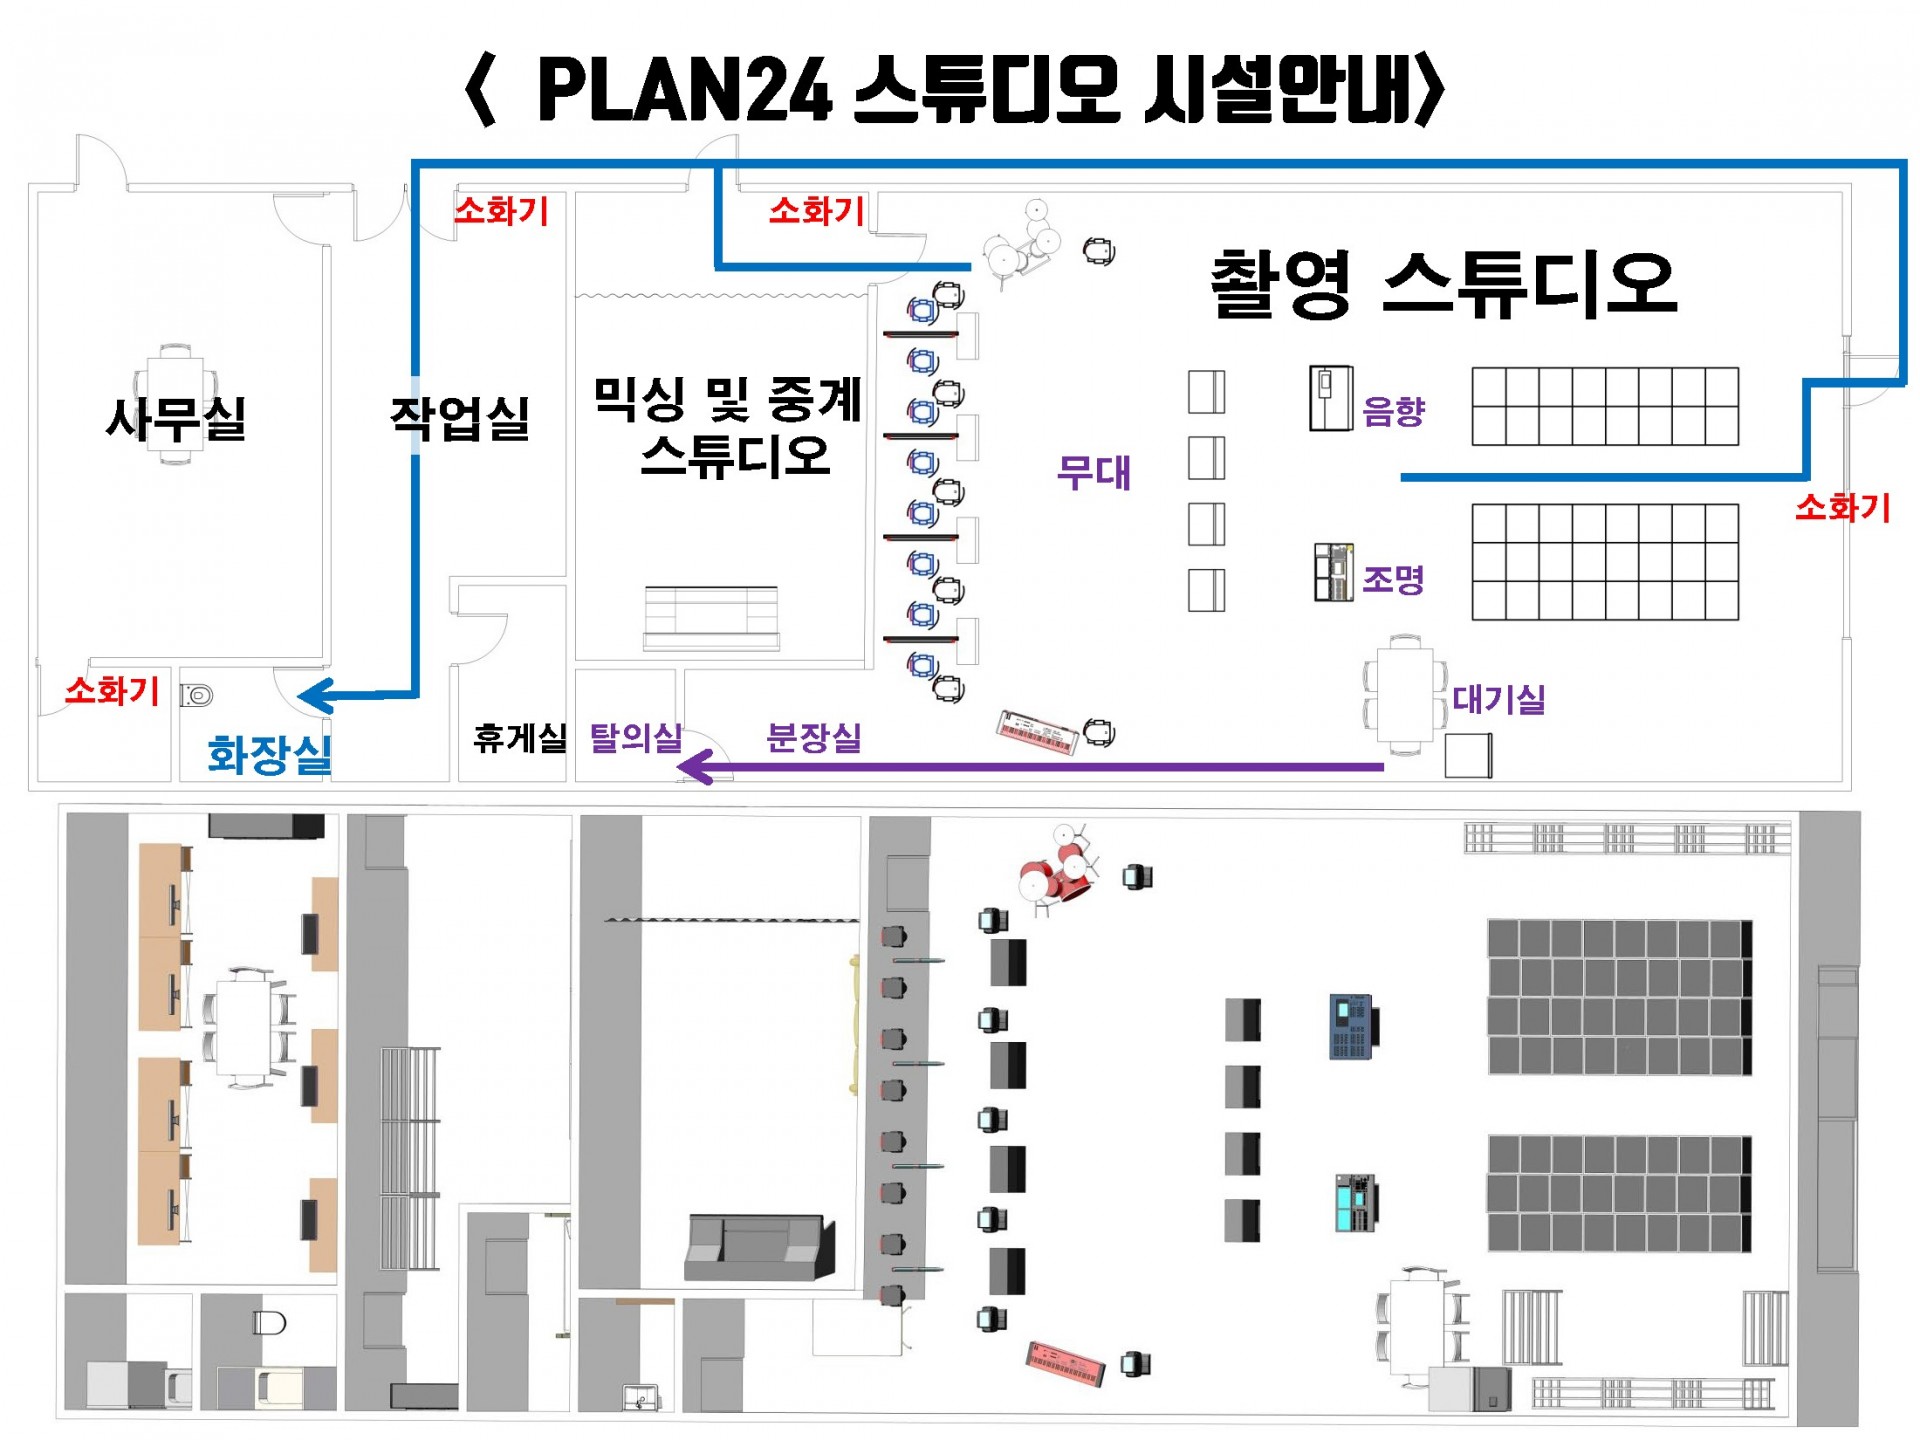 < PLAN24 스튜디오 시설안내>
소화기
소화기
촬영 스튜디오
사무실
작업실
믹싱 및 중계
스튜디오
음향
무대
소화기
조명
소화기
대기실
화장실
휴게실
탈의실
분장실